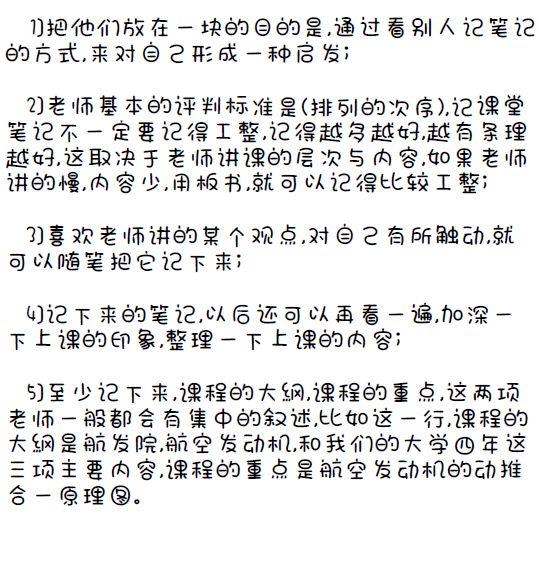 1)把他们放在一块的目的是,通过看别人记笔记
的方式,来对自己形成一种启发;
2)老师基本的评判标准是(排列的次序),记课堂
笔记不一定要记得工整,记得越多越好,越有条理
越好,这取决于老师讲课的层次与内容,如果老师
讲的慢,内容少,用板书,就可以记得比较工整;
3)喜欢老师讲的某个观点,对自己有所触动,就
可以随笔把它记下来;
4)记下来的笔记,以后还可以再看一遍,加深一
下上课的印象,整理一下上课的内容;
5)至少记下来,课程的大纲,课程的重点,这两项
老师一般都会有集中的叙述,比如这一行,课程的
大纲是航发院,航空发动机,和我们的大学四年这
三项主要内容,课程的重点是航空发动机的动推
合一原理图。